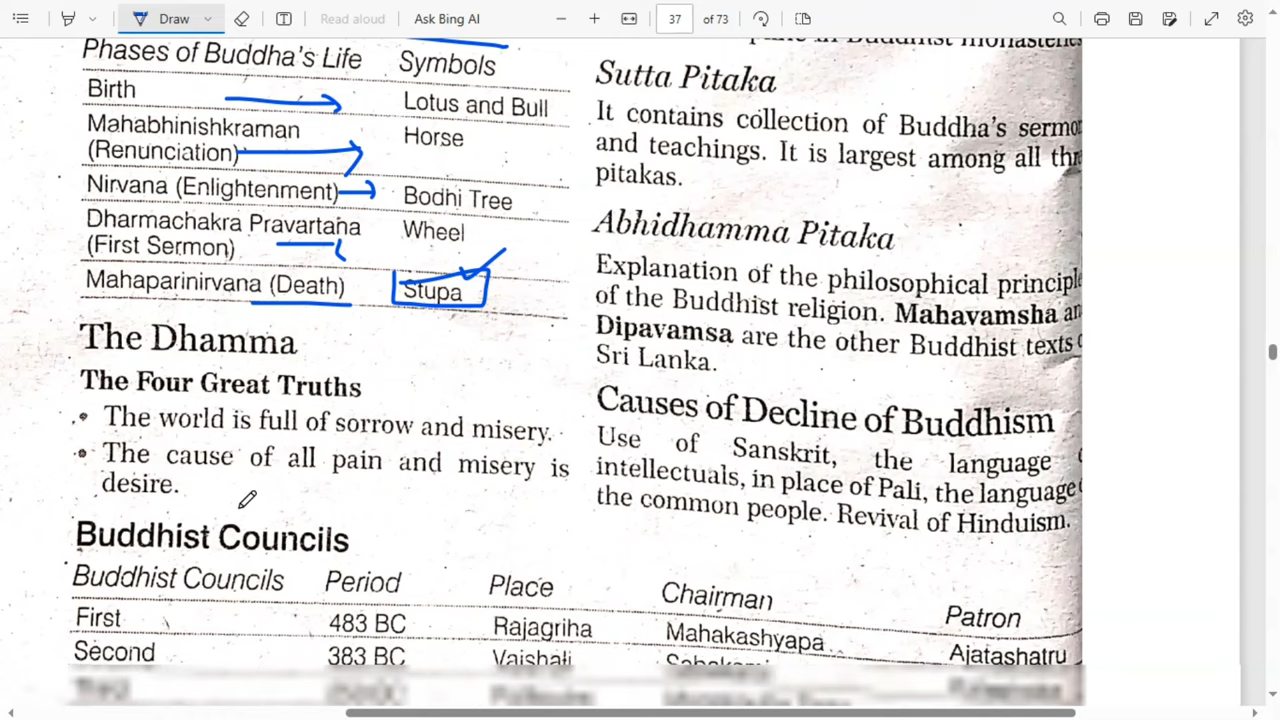 Draw
Read aloud
Ask Bing AI
37
of 73
Phases of Buddha's Life Symbols
Birth Lotus and Bull
Mahabhinishkraman Horse
(Renunciation)
Nirvana (Enlightenment) Bodhi Tree
Dharmachakra Pravartana Wheel
(First Sermon)
Mahaparinirvana (Death) Stupa
The Dhamma
The Four Great Truths
• The world is full of sorrow and misery.
• The cause of all pain and misery is
desire.
Sutta Pitaka
It contains collection of Buddha's sermo
and teachings. It is largest among all th
pitakas.
Abhidhamma Pitaka
Explanation of the philosophical principl
of the Buddhist religion. Mahavamsha an
Dipavamsa are the other Buddhist texts
Sri Lanka.
Causes of Decline of Buddhism
Use of Sanskrit, the language
intellectuals, in place of Pali, the language
the common people. Revival of Hinduism.
Buddhist Councils
Buddhist Councils Period Place Chairman Patron
First 483 BC Rajagriha Mahakashyapa Ajatashatru
Second 383 BC Vaishali